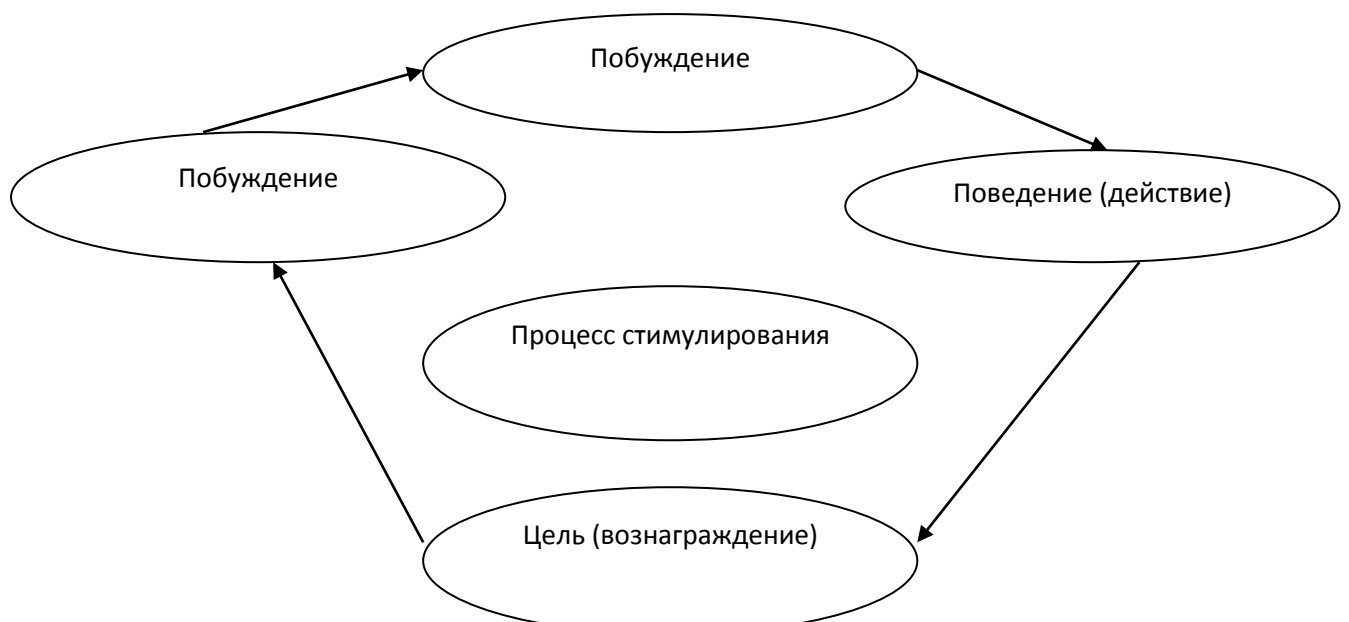 Побуждение
Побуждение
Поведение (действие)
Процесс стимулирования
Цель (вознаграждение)